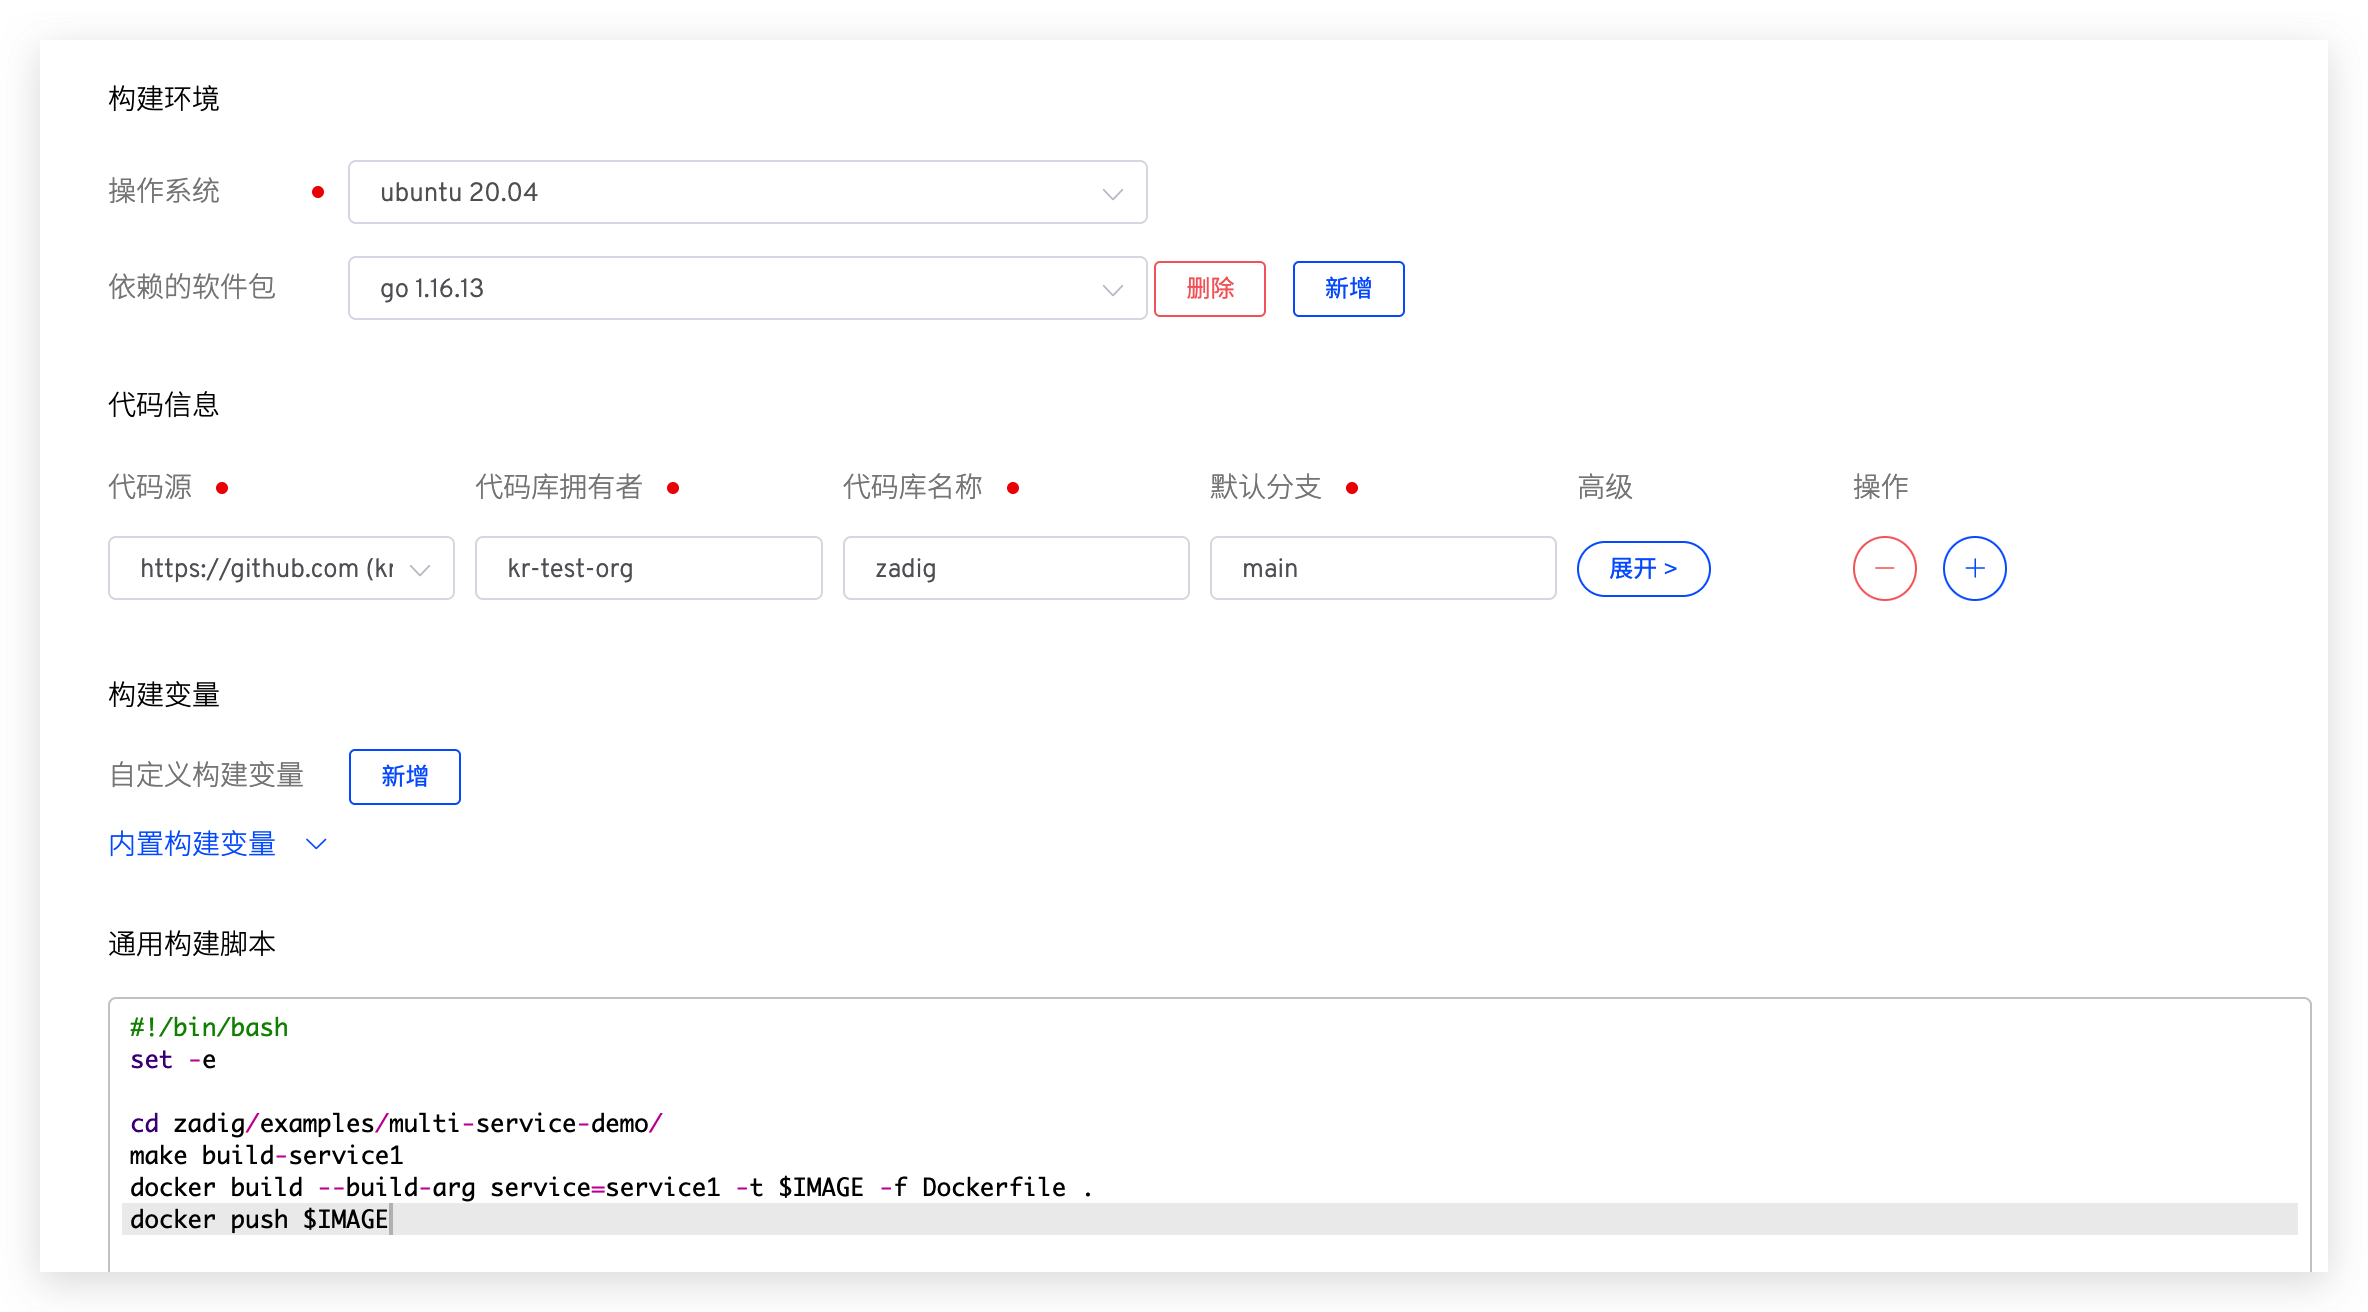 构建环境
操作系统 ubuntu 20.04
依赖的软件包 go 1.16.13 删除 新增
代码信息
代码源 代码库拥有者 代码库名称 默认分支 高级 操作
https://github.com (kr kr-test-org zadig main 展开 >
构建变量
自定义构建变量 新增
内置构建变量
通用构建脚本
#!/bin/bash
set -e
cd zadig/examples/multi-service-demo/
make build-service1
docker build --build-arg service=service1 -t $IMAGE -f Dockerfile .
docker push $IMAGE